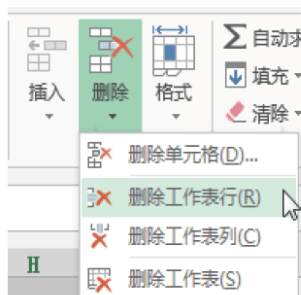 插入 删除 格式
自动求
填充
清除
删除单元格(D)...
删除工作表行(R)
删除工作表列(C)
H
删除工作表(S)